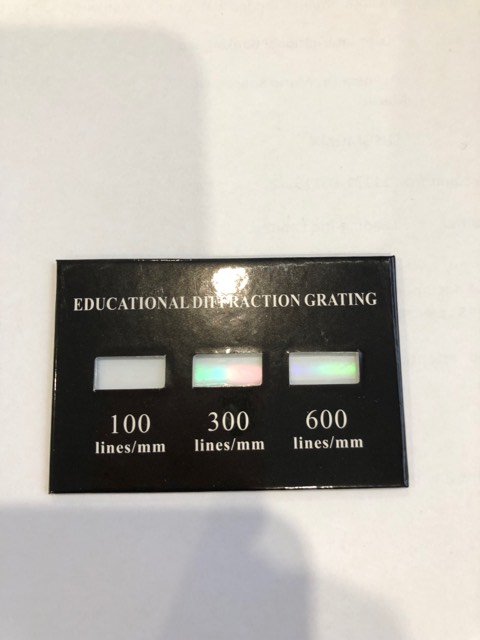 EDUCATIONAL DIFFRACTION GRATING
100
lines/mm
300
lines/mm
600
lines/mm